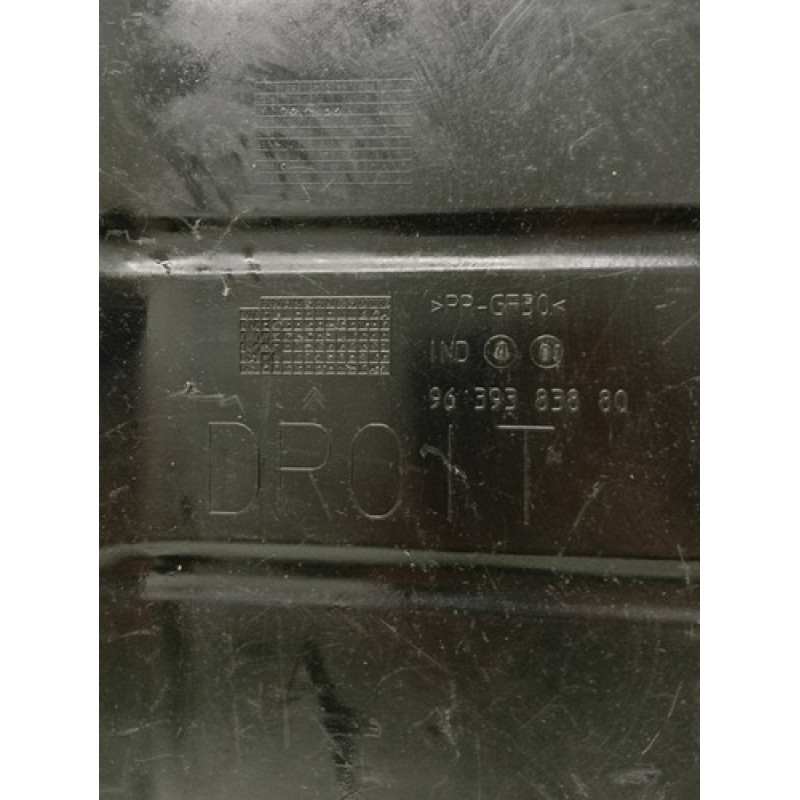 >PP-GF30<
IND
96 393 838 80
DROIT